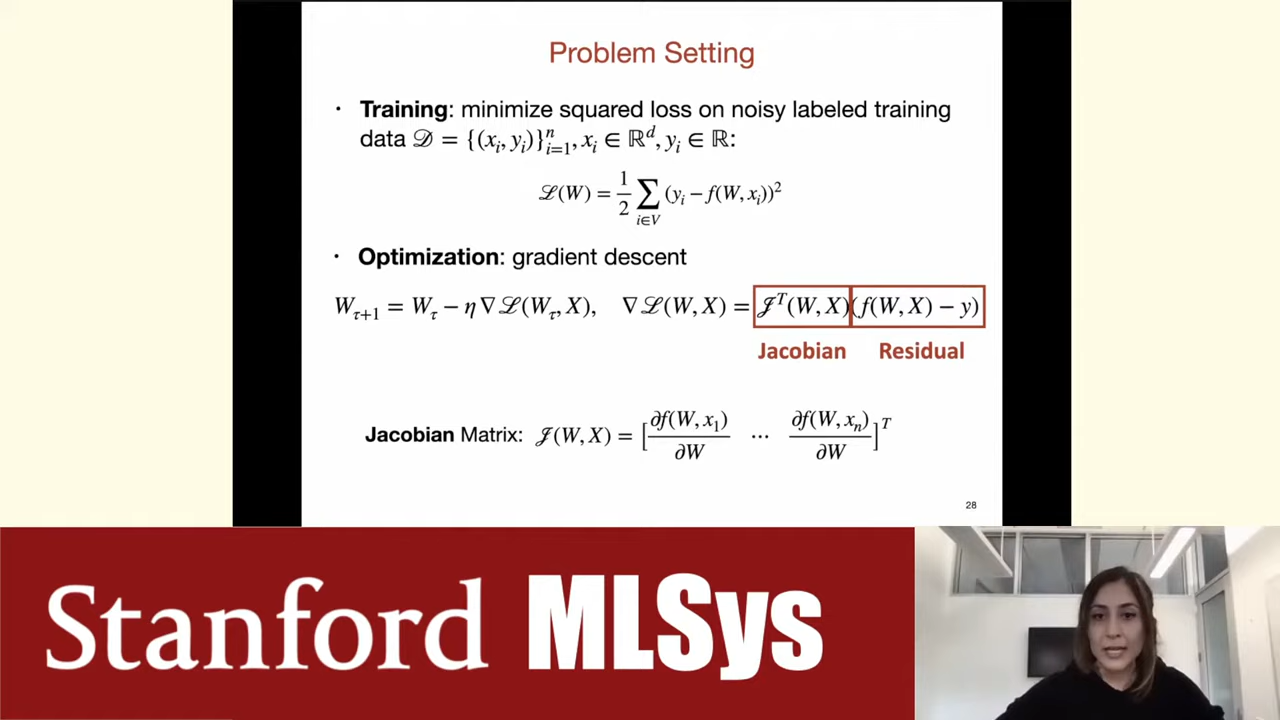 Problem Setting
· Training: minimize squared loss on noisy labeled training
data 𝒟 = {(xᵢ, yᵢ)}ⁿᵢ₌₁, xᵢ ∈ ℝᵈ, yᵢ ∈ ℝ:
ℒ(W) = 1/2 ∑_{i∈V} (yᵢ − f(W, xᵢ))²
· Optimization: gradient descent
W_{τ+1} = W_τ − η ∇ℒ(W_τ, X), ∇ℒ(W, X) = 𝒥ᵀ(W, X)(f(W, X) − y)
Jacobian Residual
Jacobian Matrix: 𝒥(W, X) = [∂f(W, x₁)/∂W ⋯ ∂f(W, xₙ)/∂W]ᵀ
28
Stanford MLSys